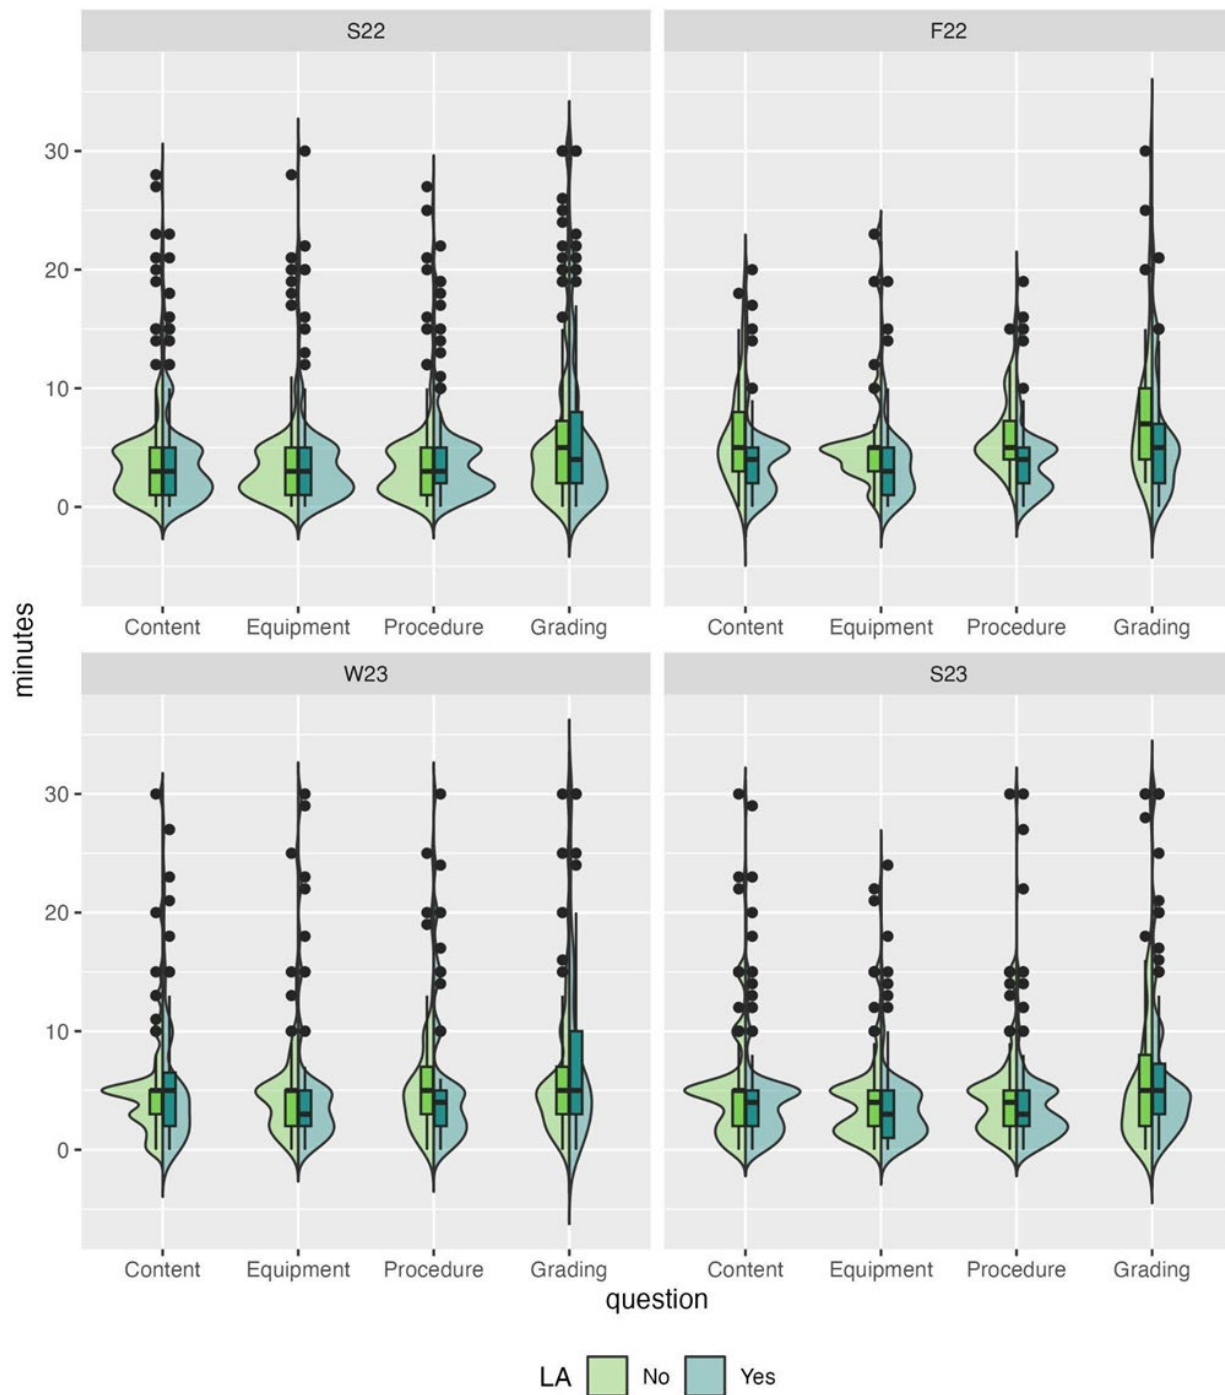 S22 F22
30
20
10
0
Content Equipment Procedure Grading Content Equipment Procedure Grading
minutes
W23 S23
30
20
10
0
Content Equipment Procedure Grading Content Equipment Procedure Grading
question
LA No Yes